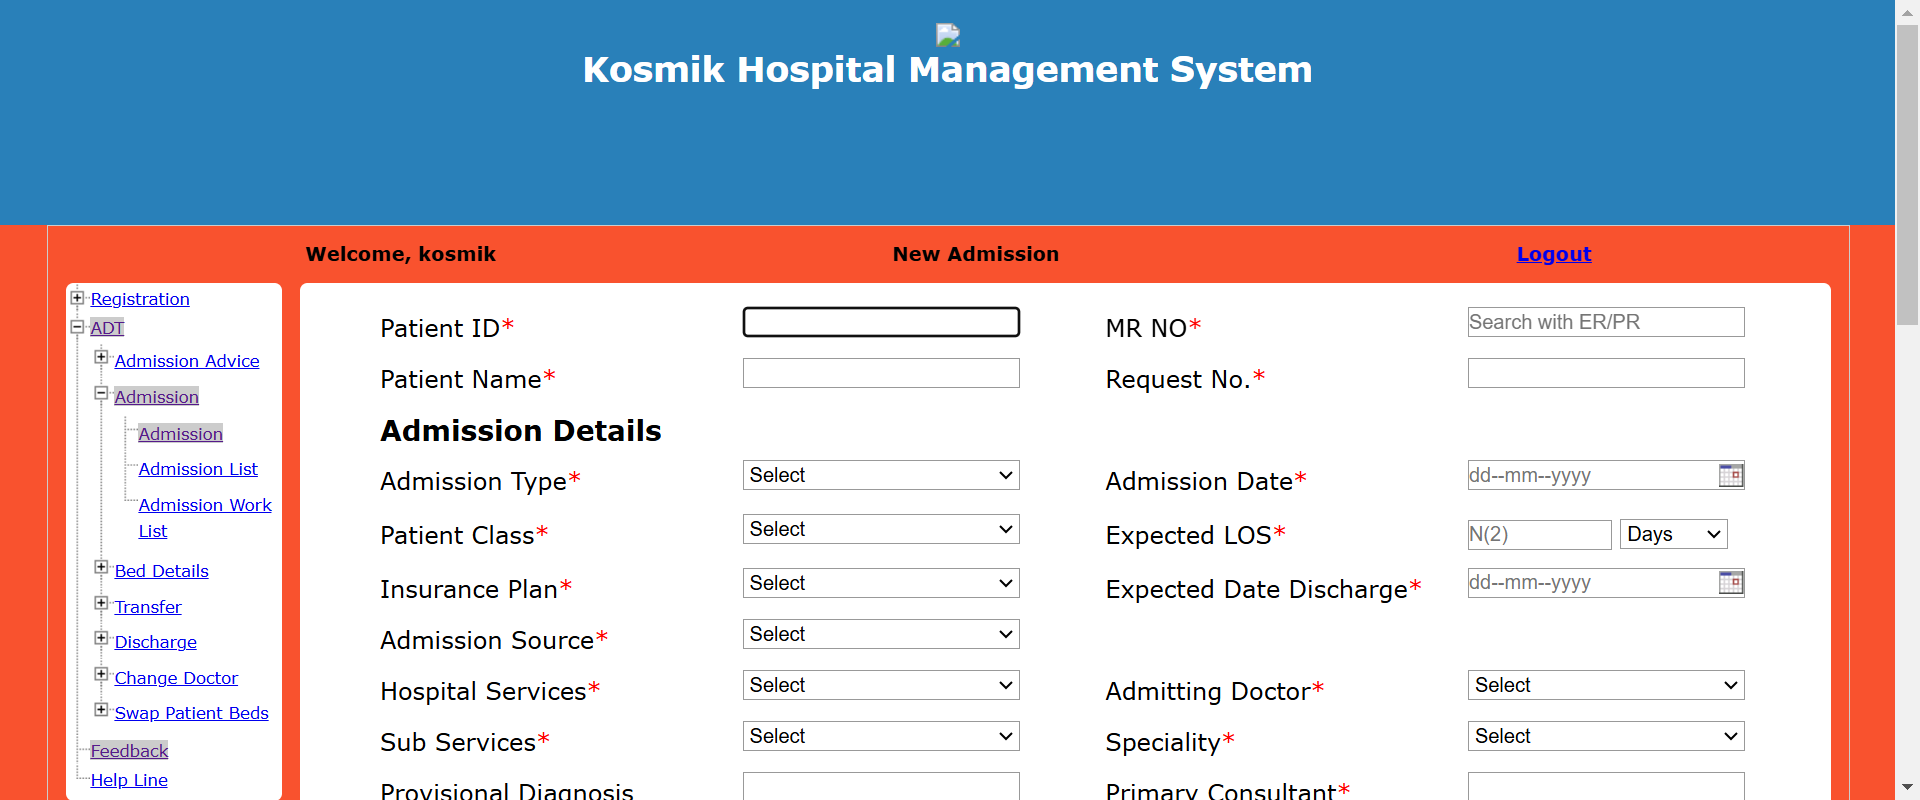 Kosmik Hospital Management System
Welcome, kosmik
New Admission
Logout
Registration
ADT
Admission Advice
Admission
Admission
Admission List
Admission Work
List
Bed Details
Transfer
Discharge
Change Doctor
Swap Patient Beds
Feedback
Help Line
Patient ID*
MR NO*
Search with ER/PR
Patient Name*
Request No.*
Admission Details
Admission Type*
Select
Admission Date*
dd--mm--yyyy
Patient Class*
Select
Expected LOS*
N(2)
Days
Insurance Plan*
Select
Expected Date Discharge*
dd--mm--yyyy
Admission Source*
Select
Hospital Services*
Select
Admitting Doctor*
Select
Sub Services*
Select
Speciality*
Select
Provisional Diagnosis
Primary Consultant*